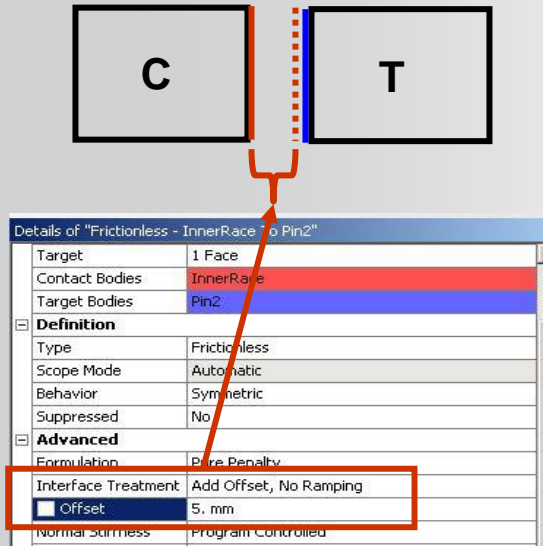 C T
Details of "Frictionless - InnerRace To Pin2"
Target 1 Face
Contact Bodies InnerRace
Target Bodies Pin2
Definition
Type Frictionless
Scope Mode Automatic
Behavior Symmetric
Suppressed No
Advanced
Formulation Pure Penalty
Interface Treatment Add Offset, No Ramping
Offset 5. mm
Normal Stiffness Program Controlled